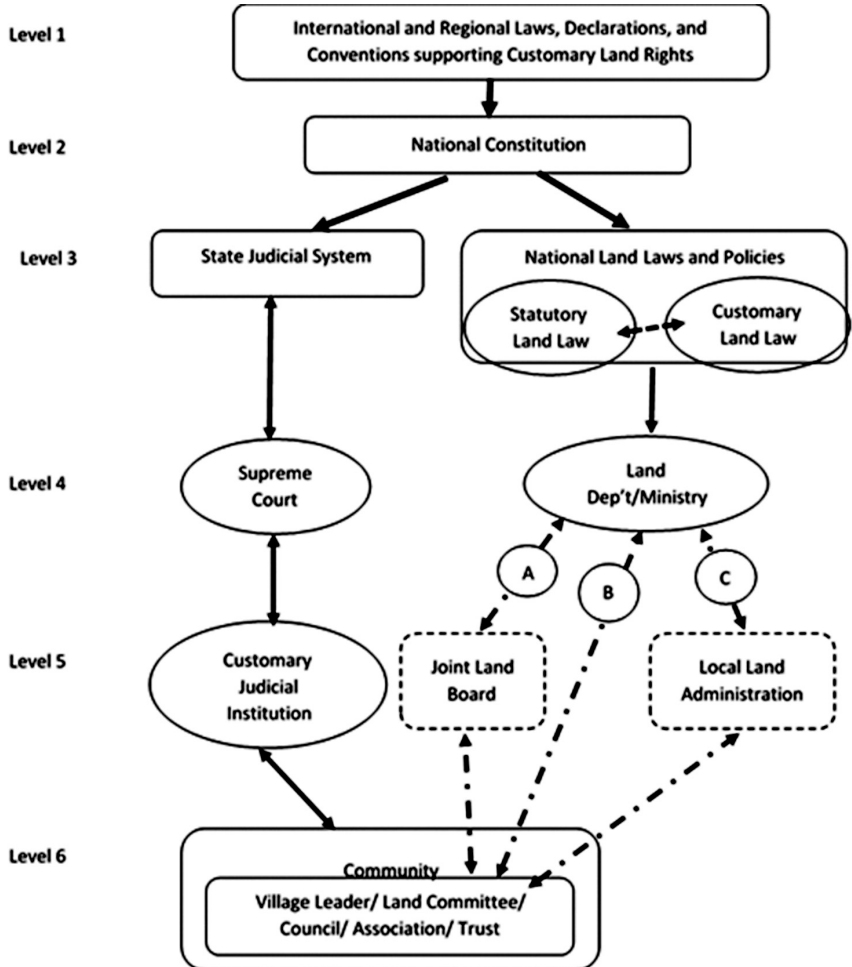 Level 1
International and Regional Laws, Declarations, and
Conventions supporting Customary Land Rights
Level 2
National Constitution
Level 3
State Judicial System
National Land Laws and Policies
Statutory
Land Law
Customary
Land Law
Level 4
Supreme
Court
Land
Dep't/Ministry
A
B
C
Level 5
Customary
Judicial
Institution
Joint Land
Board
Local Land
Administration
Level 6
Community
Village Leader/ Land Committee/
Council/ Association/ Trust